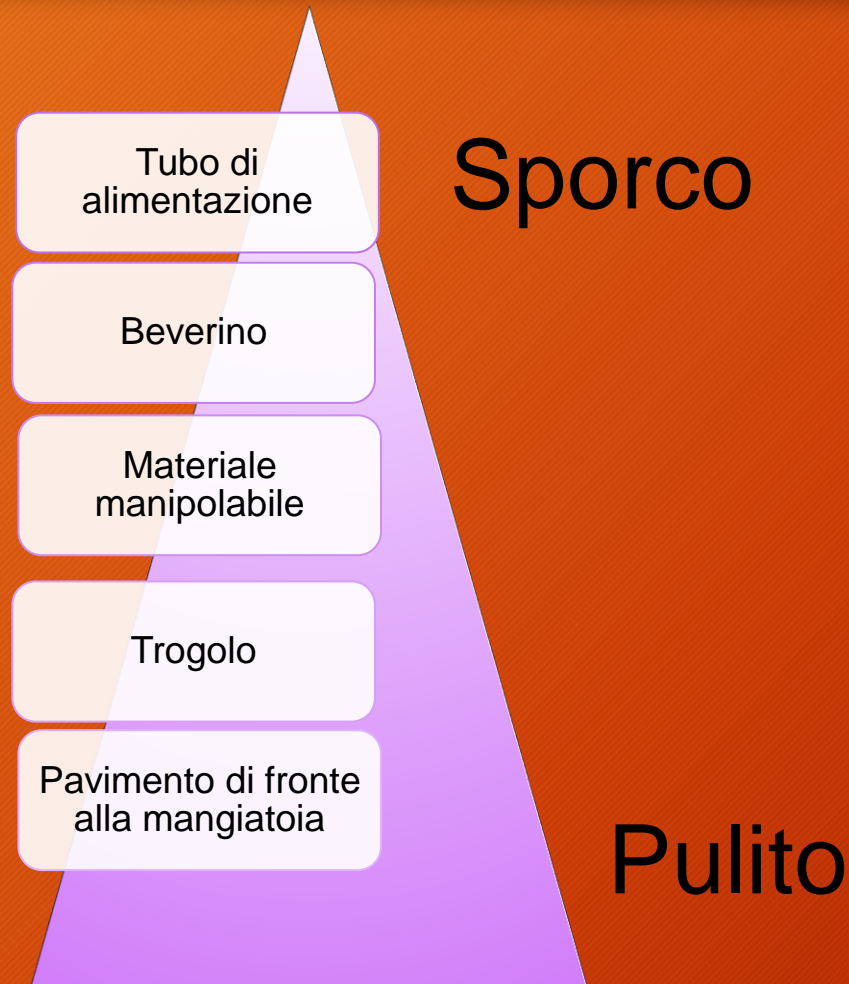 Tubo di
alimentazione
Sporco
Beverino
Materiale
manipolabile
Trogolo
Pavimento di fronte
alla mangiatoia
Pulito